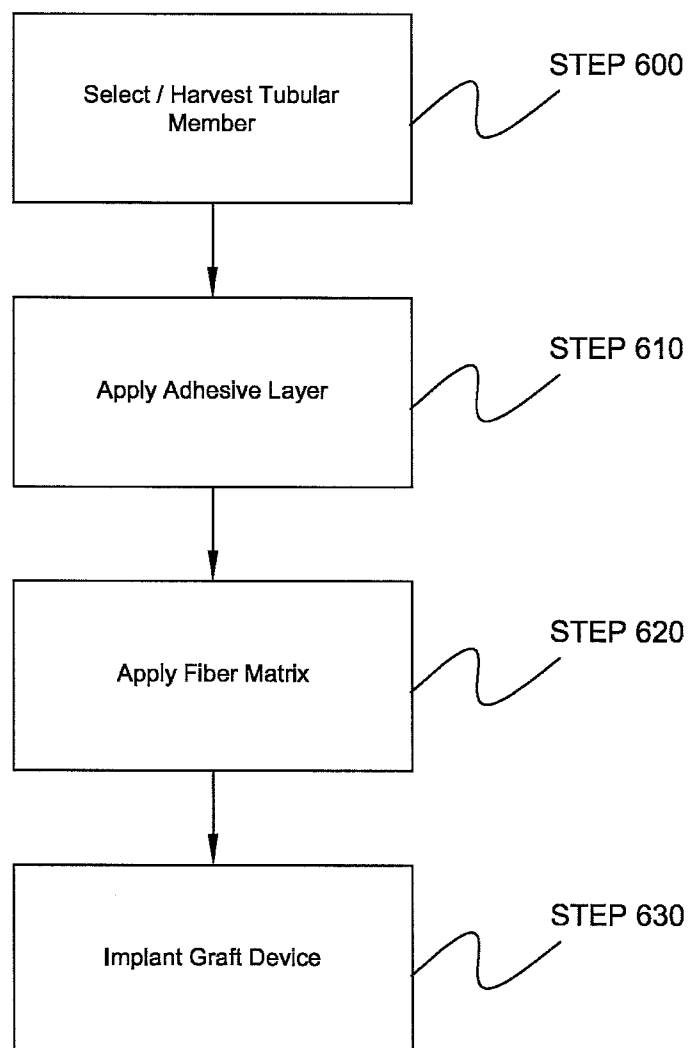 Select / Harvest Tubular
Member
STEP 600
Apply Adhesive Layer
STEP 610
Apply Fiber Matrix
STEP 620
Implant Graft Device
STEP 630